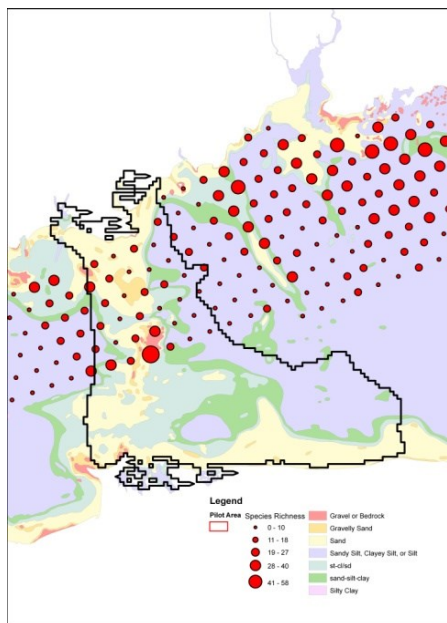 Legend
Pilot Area
Species Richness
0 - 10
11 - 18
19 - 27
28 - 40
41 - 58
Gravel or Bedrock
Gravelly Sand
Sand
Sandy Silt, Clayey Silt, or Silt
st-cl/sd
sand-silt-clay
Silty Clay